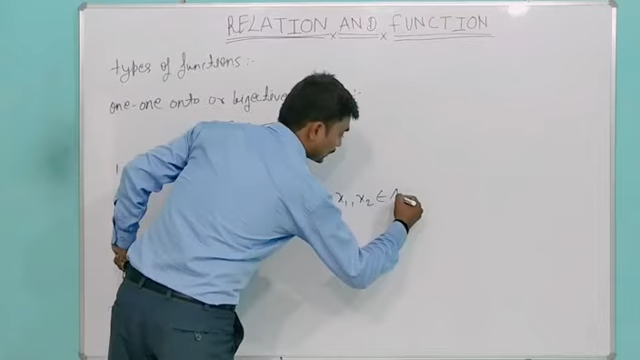 RELATION AND FUNCTION
types of functions:-
one-one onto or bijective :-
x₁, x₂ ∈